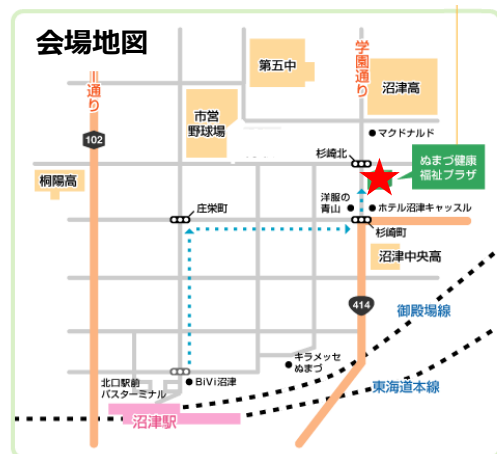 会場地図
学園通り
第五中
沼津高
リ通り
市営
野球場
マクドナルド
102
杉崎北
ぬまづ健康
福祉プラザ
桐陽高
洋服の
青山
ホテル沼津キャッスル
庄栄町
杉崎町
沼津中央高
414
御殿場線
キラメッセ
ぬまづ
北口駅前
バスターミナル
BiVi沼津
東海道本線
沼津駅